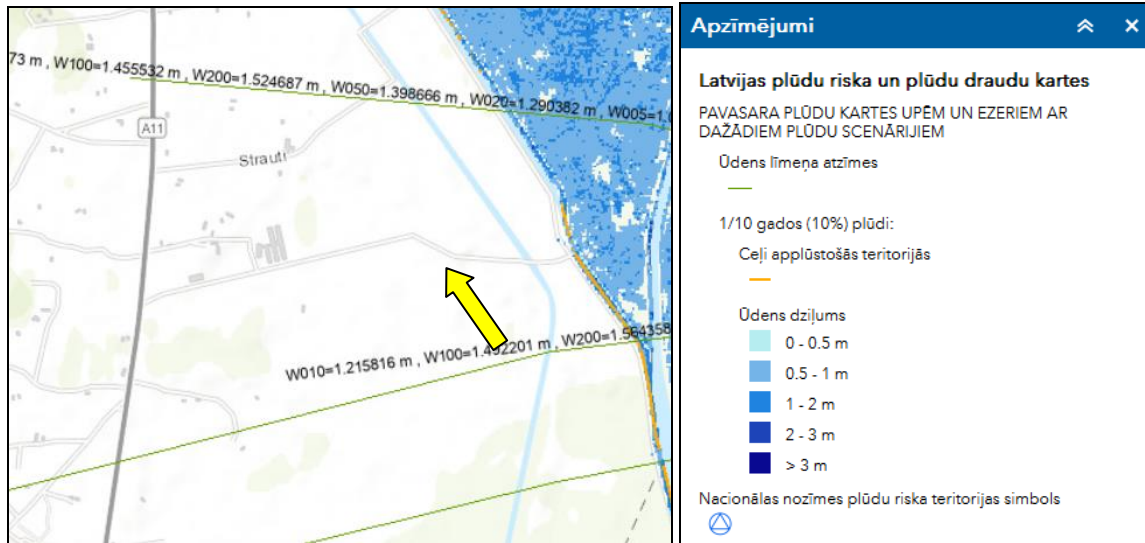 73 m , W100=1.455532 m , W200=1.524687 m , W050=1.398666 m , W020=1.290382 m , W005=1.
A11
Strauti
W010=1.215816 m , W100=1.492201 m , W200=1.564358
Apzīmējumi
Latvijas plūdu riska un plūdu draudu kartes
PAVASARA PLŪDU KARTES UPĒM UN EZERIEM AR
DAŽĀDIEM PLŪDU SCENĀRIJIEM
Ūdens līmeņa atzīmes
1/10 gados (10%) plūdi:
Ceļi applūstošās teritorijās
Ūdens dziļums
0 - 0.5 m
0.5 - 1 m
1 - 2 m
2 - 3 m
> 3 m
Nacionālas nozīmes plūdu riska teritorijas simbols